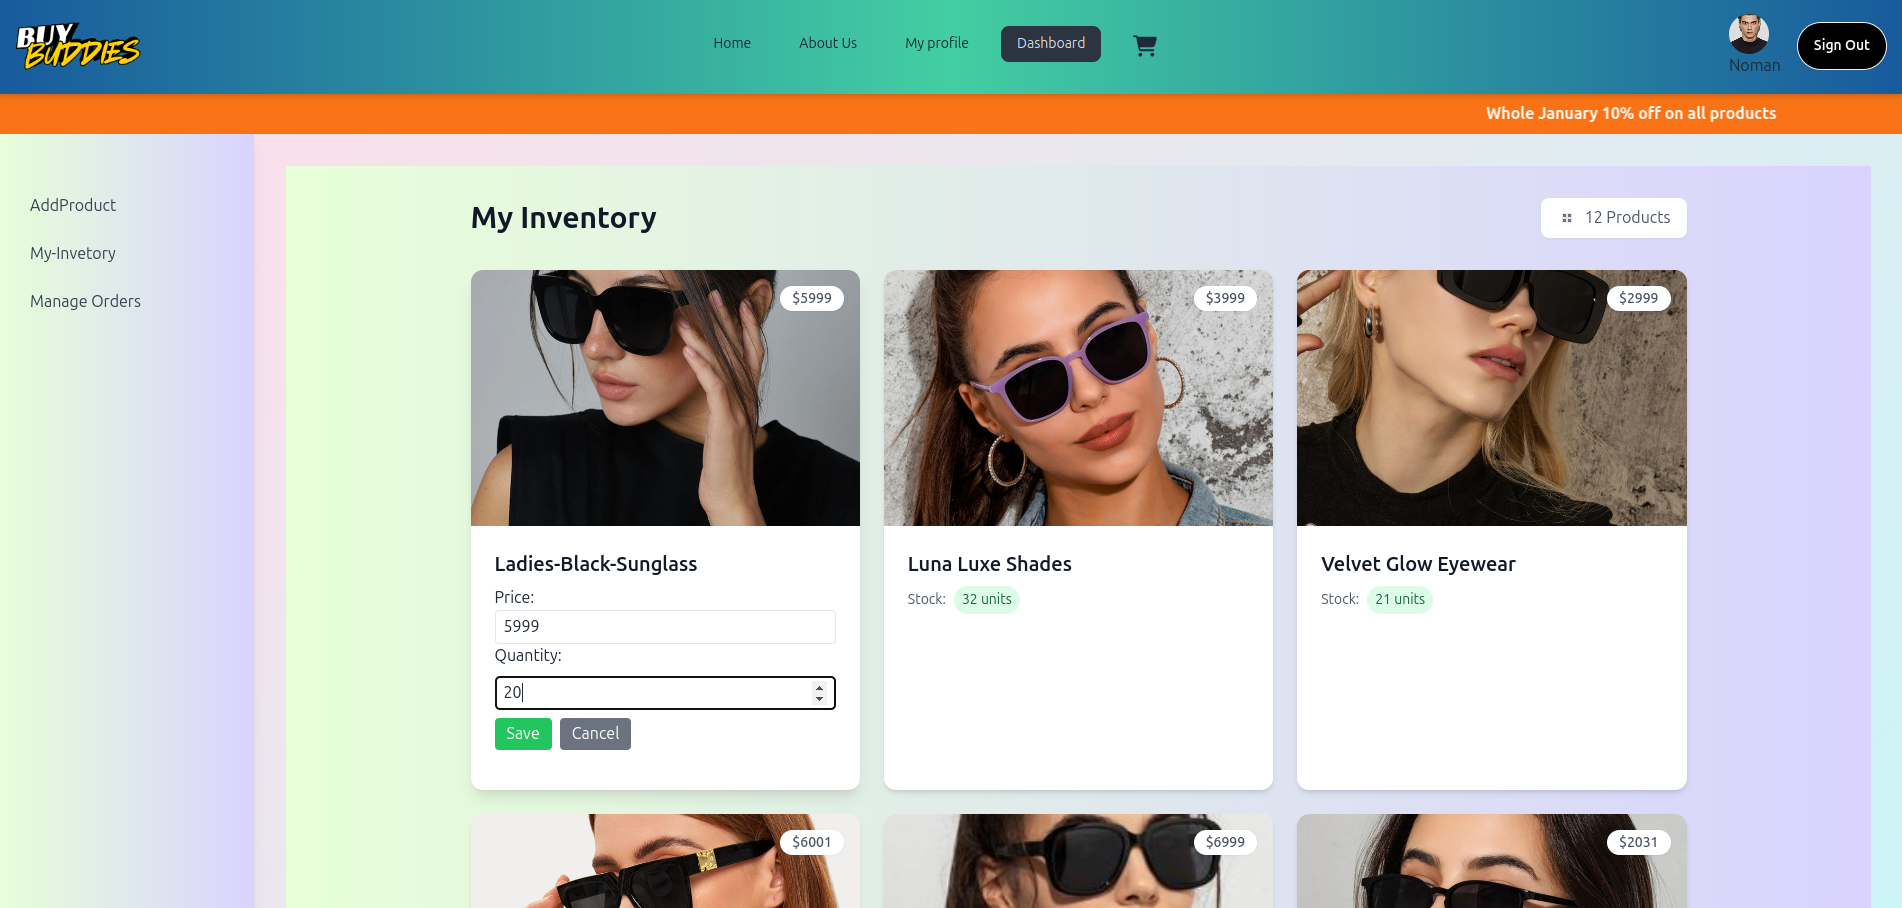 BUY
BUDDIES
Home
About Us
My profile
Dashboard
Noman
Sign Out
Whole January 10% off on all products
AddProduct
My-Invetory
Manage Orders
My Inventory
12 Products
$5999
$3999
$2999
Ladies-Black-Sunglass
Price:
5999
Quantity:
20
Save
Cancel
Luna Luxe Shades
Stock: 32 units
Velvet Glow Eyewear
Stock: 21 units
$6001
$6999
$2031